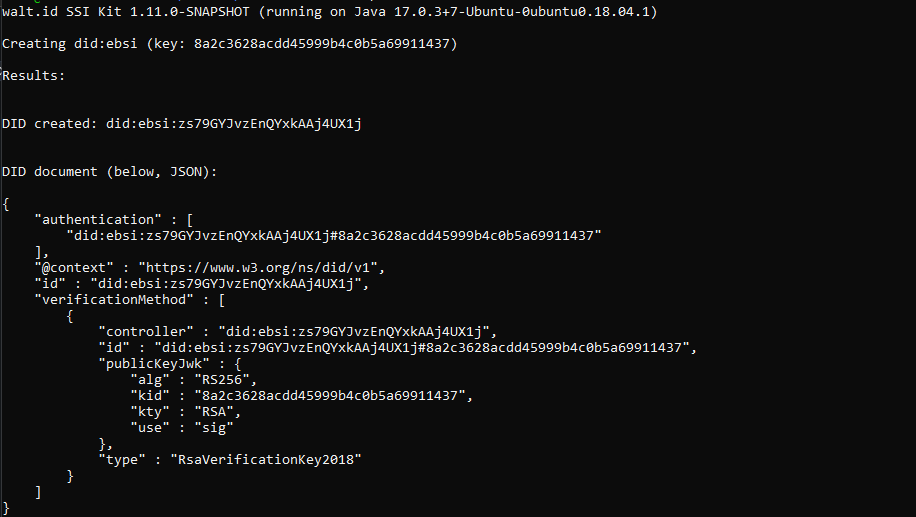 walt.id SSI Kit 1.11.0-SNAPSHOT (running on Java 17.0.3+7-Ubuntu-0ubuntu0.18.04.1)
Creating did:ebsi (key: 8a2c3628acdd45999b4c0b5a69911437)
Results:
DID created: did:ebsi:zs79GYJvzEnQYxkAAj4UX1j
DID document (below, JSON):
{
"authentication" : [
"did:ebsi:zs79GYJvzEnQYxkAAj4UX1j#8a2c3628acdd45999b4c0b5a69911437"
],
"@context" : "https://www.w3.org/ns/did/v1",
"id" : "did:ebsi:zs79GYJvzEnQYxkAAj4UX1j",
"verificationMethod" : [
{
"controller" : "did:ebsi:zs79GYJvzEnQYxkAAj4UX1j",
"id" : "did:ebsi:zs79GYJvzEnQYxkAAj4UX1j#8a2c3628acdd45999b4c0b5a69911437",
"publicKeyJwk" : {
"alg" : "RS256",
"kid" : "8a2c3628acdd45999b4c0b5a69911437",
"kty" : "RSA",
"use" : "sig"
},
"type" : "RsaVerificationKey2018"
}
]
}